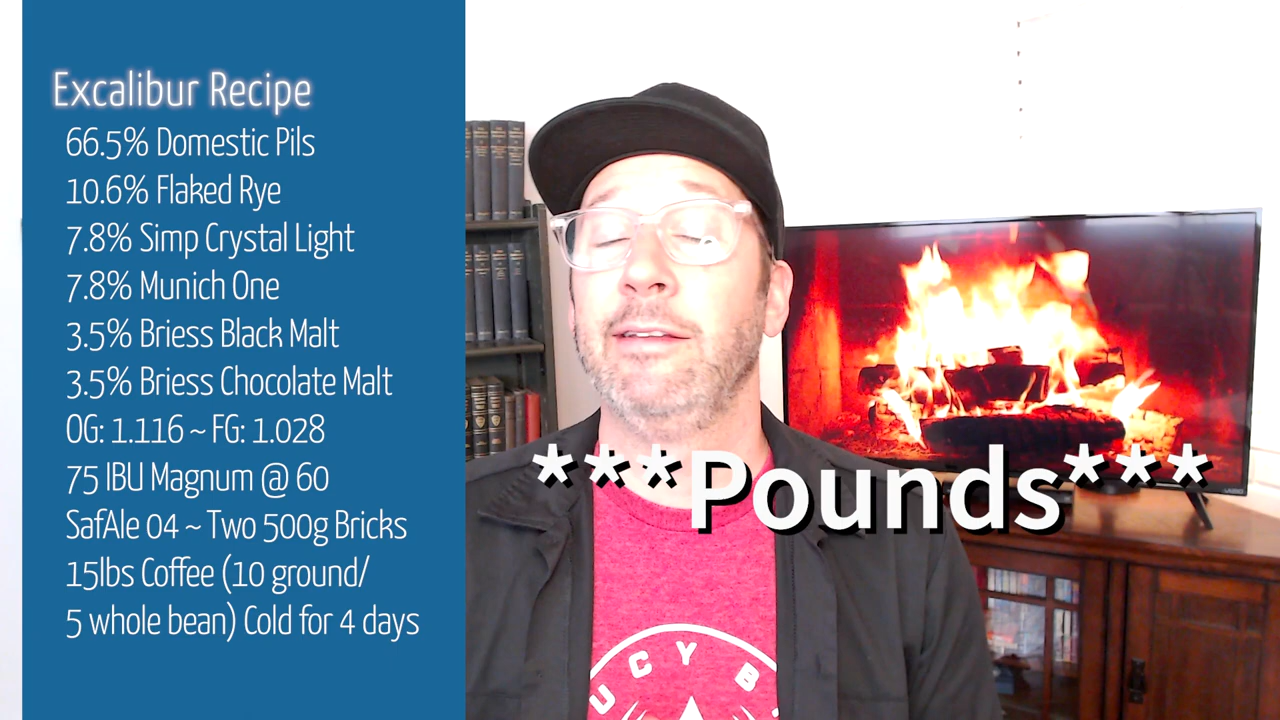 Excalibur Recipe
66.5% Domestic Pils
10.6% Flaked Rye
7.8% Simp Crystal Light
7.8% Munich One
3.5% Briess Black Malt
3.5% Briess Chocolate Malt
OG: 1.116 ~ FG: 1.028
75 IBU Magnum @ 60
SafAle 04 ~ Two 500g Bricks
15lbs Coffee (10 ground/
5 whole bean) Cold for 4 days
***Pounds***
UCY B